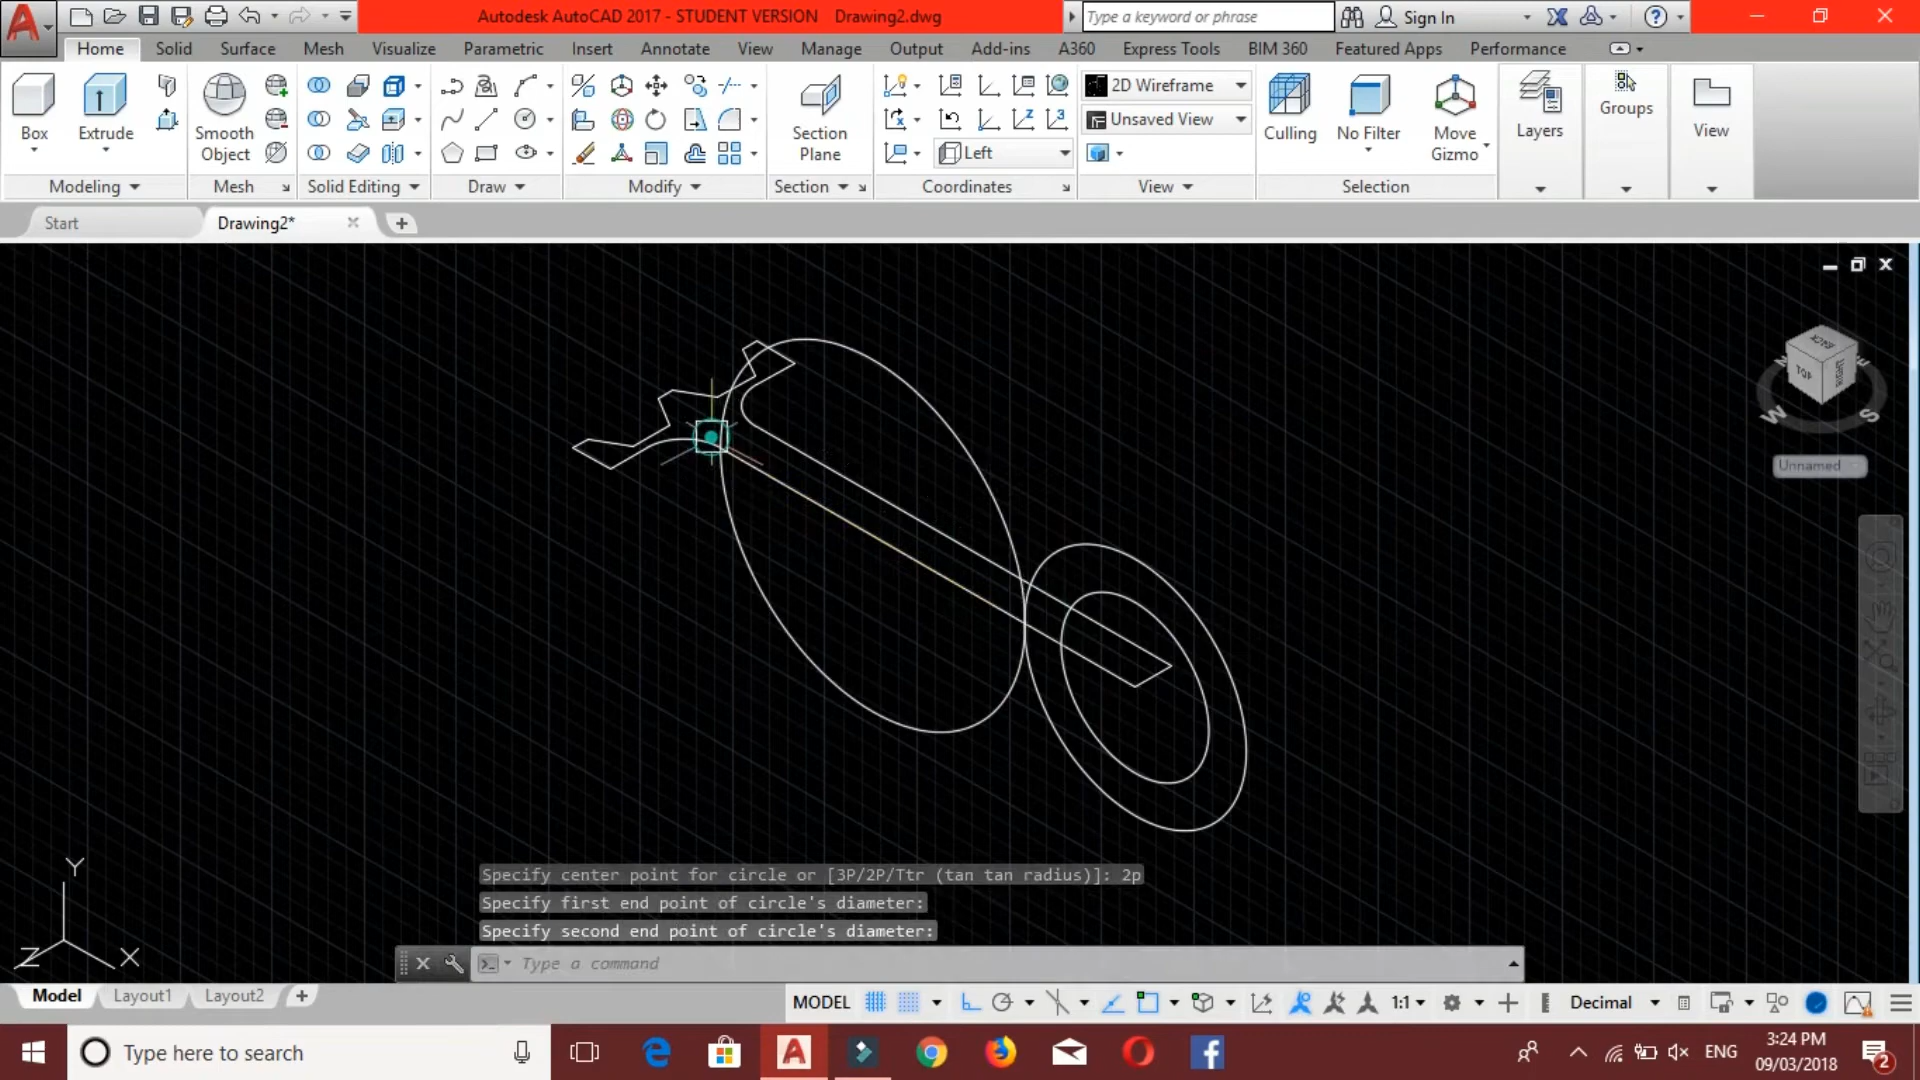 Autodesk AutoCAD 2017 - STUDENT VERSION Drawing2.dwg
Type a keyword or phrase
Sign In
Home Solid Surface Mesh Visualize Parametric Insert Annotate View Manage Output Add-ins A360 Express Tools BIM 360 Featured Apps Performance
Box Extrude Smooth Object Section Plane
2D Wireframe
Unsaved View
Left
Culling No Filter Move Gizmo Layers Groups View
Modeling Mesh Solid Editing Draw Modify Section Coordinates View Selection
Start Drawing2*
BACK
TOP
RIGHT
W S
Unnamed
Specify center point for circle or [3P/2P/Ttr (tan tan radius)]: 2p
Specify first end point of circle's diameter:
Specify second end point of circle's diameter:
Type a command
Y
Z X
Model Layout1 Layout2
MODEL 1:1 Decimal
Type here to search
ENG
3:24 PM
09/03/2018
2